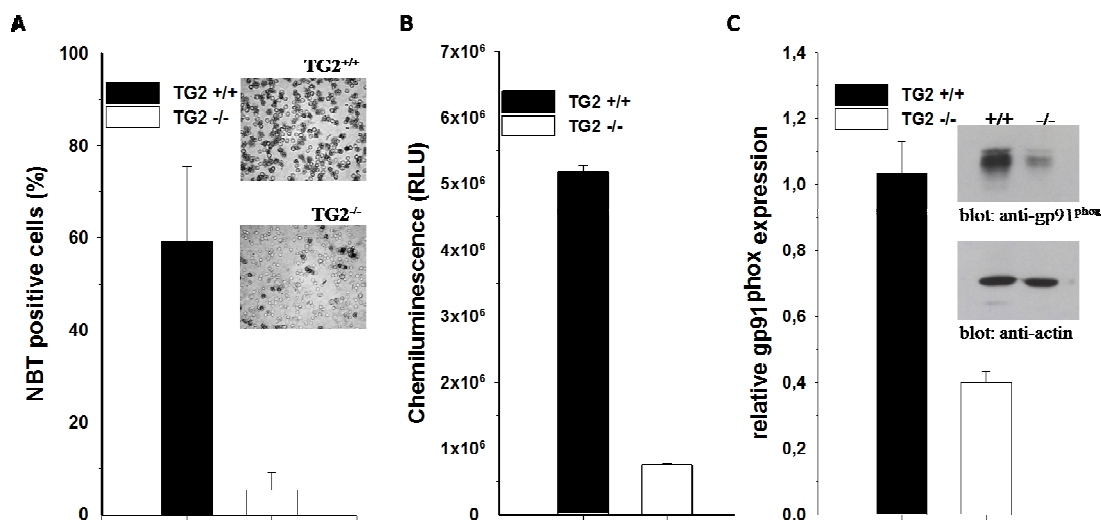 A
NBT positive cells (%)
100
80
60
40
20
0
TG2 +/+
TG2 -/-
TG2+/+
TG2-/-
B
Chemiluminescence (RLU)
7x10⁶
6x10⁶
5x10⁶
4x10⁶
3x10⁶
2x10⁶
1x10⁶
0
TG2 +/+
TG2 -/-
C
relative gp91phox expression
1,4
1,2
1,0
0,8
0,6
0,4
0,2
0.0
TG2 +/+
TG2 -/-
+/+ -/-
blot: anti-gp91phox
blot: anti-actin